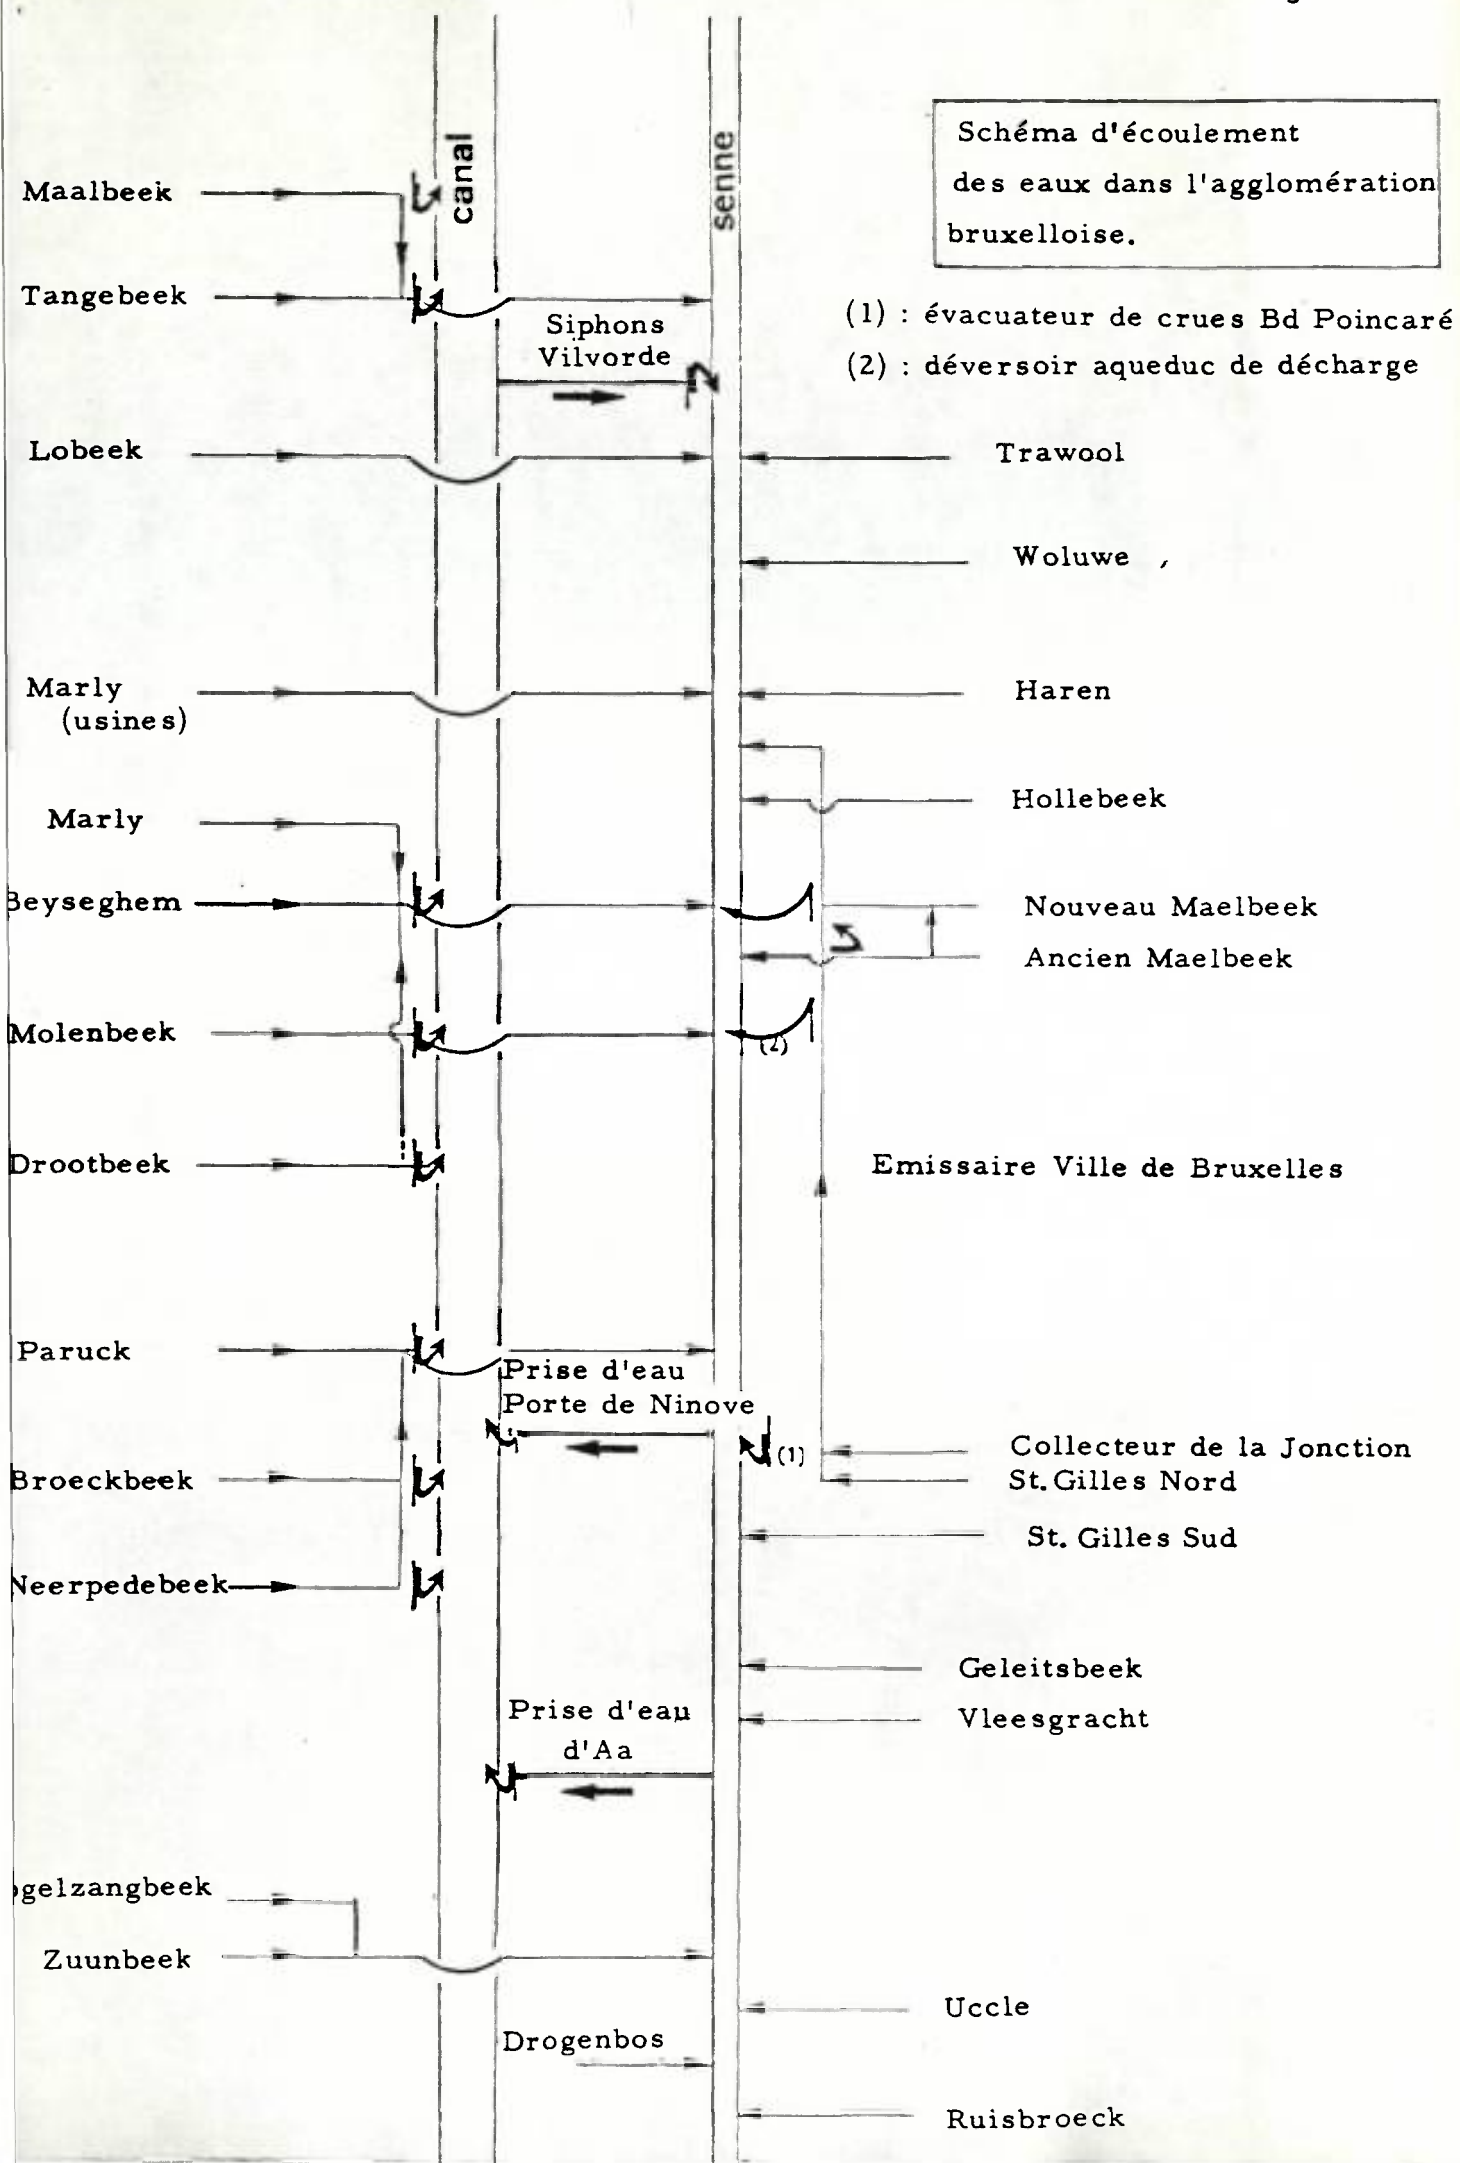 canal
senne
Schéma d'écoulement
des eaux dans l'agglomération
bruxelloise.
(1) : évacuateur de crues Bd Poincaré
(2) : déversoir aqueduc de décharge
Maalbeek
Tangebeek
Siphons
Vilvorde
Lobeek
Trawool
Woluwe
Marly
(usines)
Haren
Marly
Hollebeek
Beyseghem
Nouveau Maelbeek
Ancien Maelbeek
Molenbeek
(2)
Drootbeek
Emissaire Ville de Bruxelles
Paruck
Prise d'eau
Porte de Ninove
(1)
Collecteur de la Jonction
Broeckbeek
St. Gilles Nord
St. Gilles Sud
Neerpedebeek
Geleitsbeek
Prise d'eau
d'Aa
Vleesgracht
gelzangbeek
Zuunbeek
Uccle
Drogenbos
Ruisbroeck